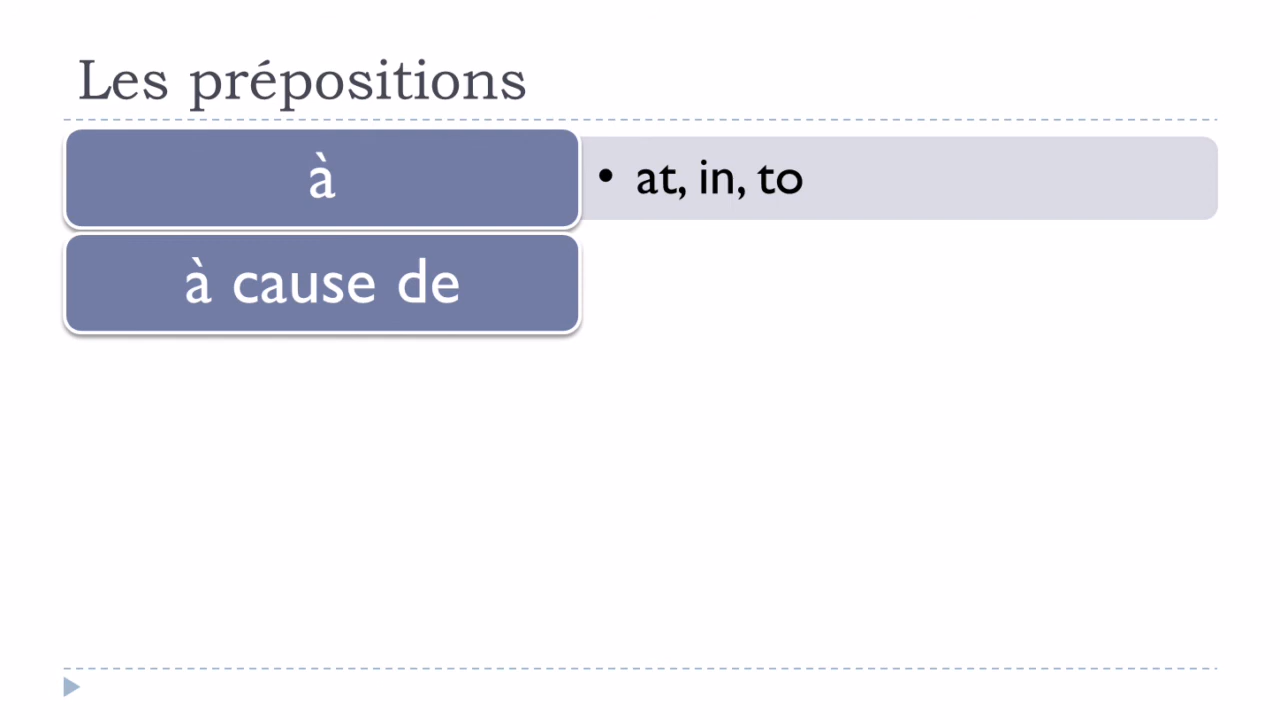 Les prépositions
à
• at, in, to
à cause de